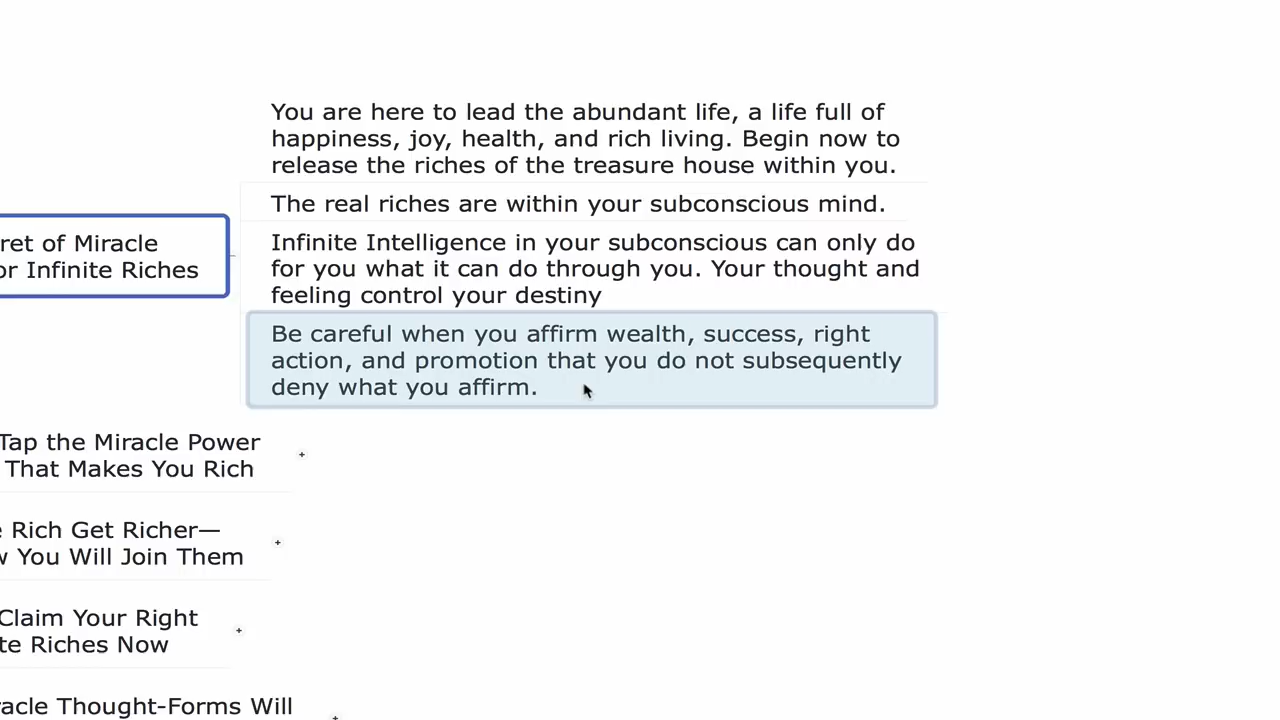 You are here to lead the abundant life, a life full of
happiness, joy, health, and rich living. Begin now to
release the riches of the treasure house within you.
The real riches are within your subconscious mind.
ret of Miracle
or Infinite Riches
Infinite Intelligence in your subconscious can only do
for you what it can do through you. Your thought and
feeling control your destiny
Be careful when you affirm wealth, success, right
action, and promotion that you do not subsequently
deny what you affirm.
Tap the Miracle Power
That Makes You Rich
e Rich Get Richer—
w You Will Join Them
Claim Your Right
te Riches Now
racle Thought-Forms Will